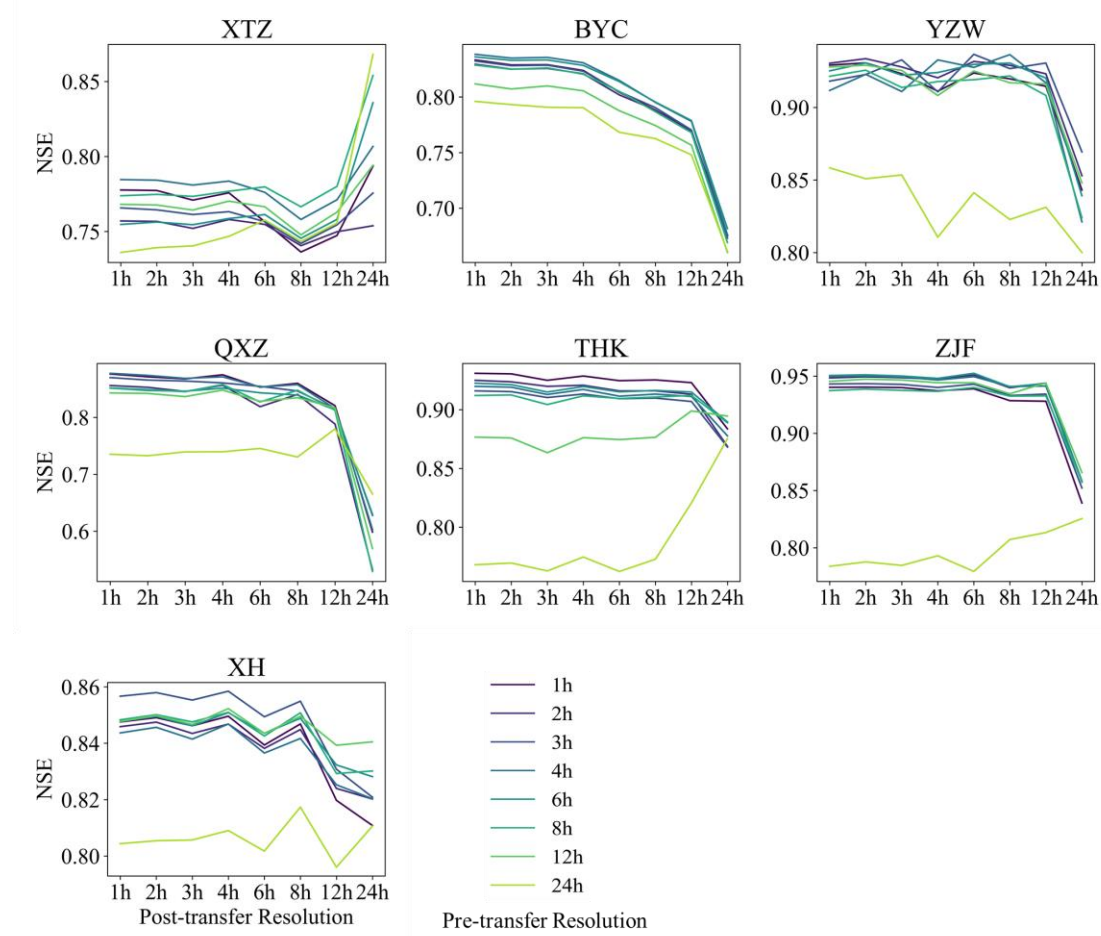 XTZ
BYC
YZW
0.85
0.80
0.75
NSE
1h 2h 3h 4h 6h 8h 12h 24h
0.80
0.75
0.70
1h 2h 3h 4h 6h 8h 12h 24h
0.90
0.85
0.80
1h 2h 3h 4h 6h 8h 12h 24h
QXZ
THK
ZJF
0.8
0.7
0.6
NSE
1h 2h 3h 4h 6h 8h 12h 24h
0.90
0.85
0.80
1h 2h 3h 4h 6h 8h 12h 24h
0.95
0.90
0.85
0.80
1h 2h 3h 4h 6h 8h 12h 24h
XH
0.86
0.84
0.82
0.80
NSE
1h 2h 3h 4h 6h 8h 12h 24h
Post-transfer Resolution
1h
2h
3h
4h
6h
8h
12h
24h
Pre-transfer Resolution